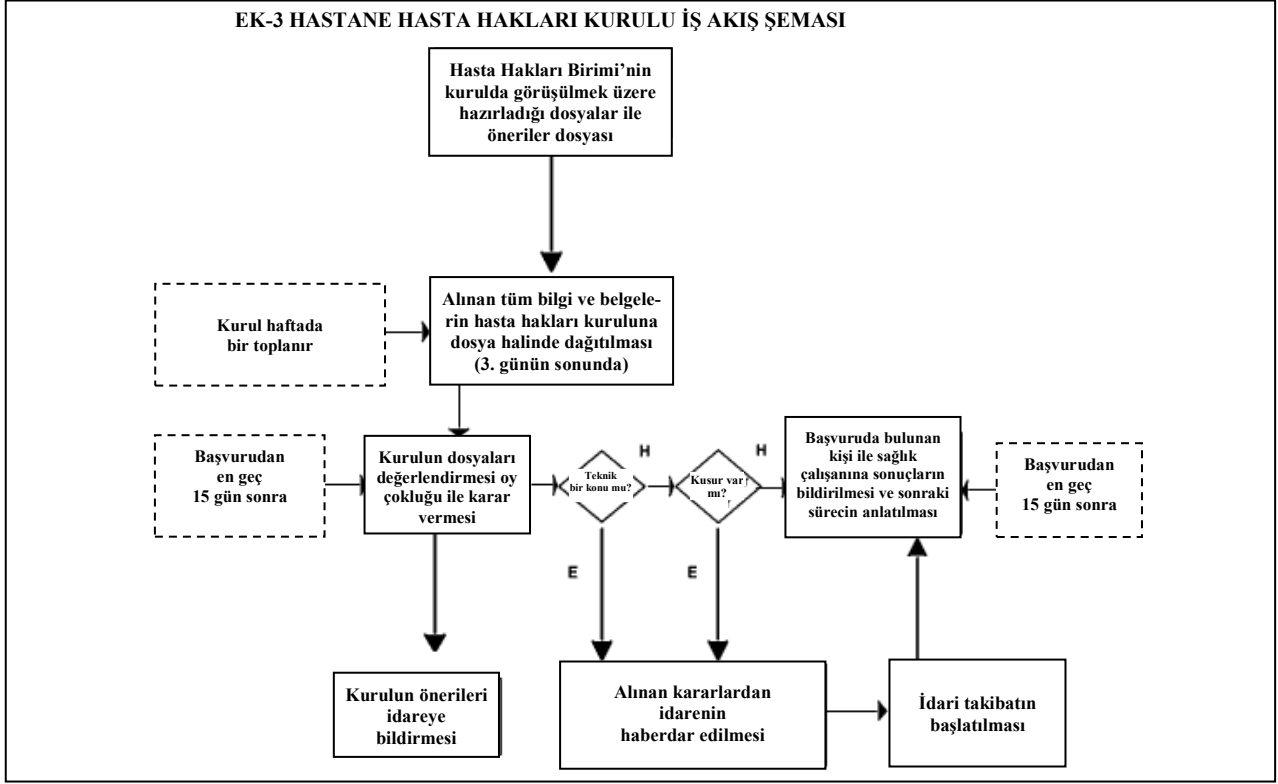 EK-3 HASTANE HASTA HAKLARI KURULU İŞ AKIŞ ŞEMASI
Hasta Hakları Birimi’nin
kurulda görüşülmek üzere
hazırladığı dosyalar ile
öneriler dosyası
Kurul haftada
bir toplanır
Alınan tüm bilgi ve belgele-
rin hasta hakları kuruluna
dosya halinde dağıtılması
(3. günün sonunda)
Başvurudan
en geç
15 gün sonra
Kurulun dosyaları
değerlendirmesi oy
çokluğu ile karar
vermesi
Teknik
bir konu mu?
H
E
Kusur var
mı?
H
E
Başvuruda bulunan
kişi ile sağlık
çalışanına sonuçların
bildirilmesi ve sonraki
sürecin anlatılması
Başvurudan
en geç
15 gün sonra
Kurulun önerileri
idareye
bildirmesi
Alınan kararlardan
idarenin
haberdar edilmesi
İdari takibatın
başlatılması